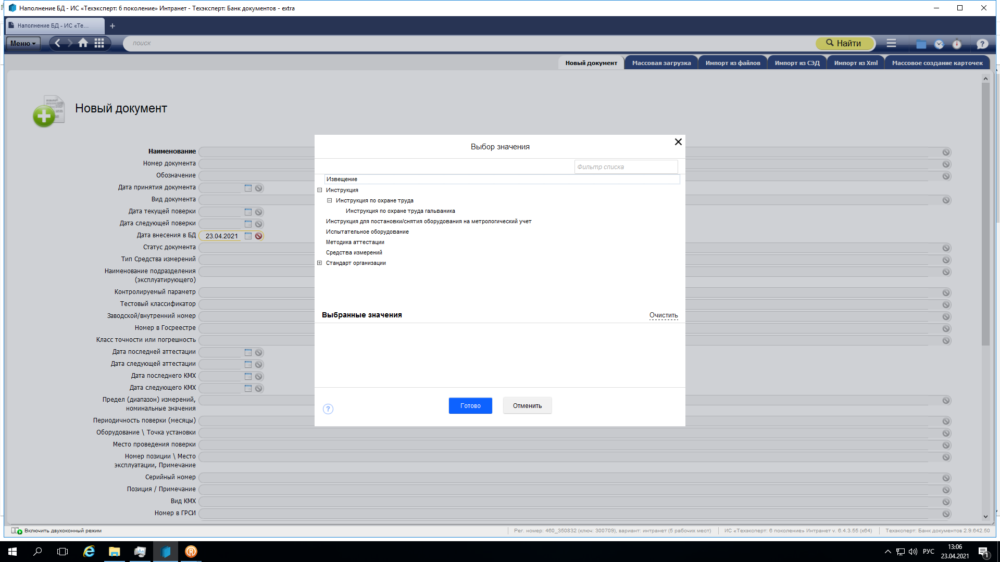 Наполнение БД - ИС «Техэксперт: 6 поколение» Интранет - Техэксперт: Банк документов - extra
Наполнение БД - ИС «Те...
Меню
поиск
Найти
Новый документ
Массовая загрузка
Импорт из файлов
Импорт из СЭД
Импорт из Xml
Массовое создание карточек
Новый документ
Наименование
Номер документа
Обозначение
Дата принятия документа
Вид документа
Дата текущей поверки
Дата следующей поверки
Дата внесения в БД
23.04.2021
Статус документа
Тип Средства измерений
Наименование подразделения
(эксплуатирующего)
Контролируемый параметр
Тестовый классификатор
Заводской/внутренний номер
Номер в Госреестре
Класс точности или погрешность
Дата последней аттестации
Дата следующей аттестации
Дата последнего КМХ
Дата следующего КМХ
Предел (диапазон) измерений,
номинальные значения
Периодичность поверки (месяцы)
Оборудование \ Точка установки
Место проведения поверки
Номер позиции \ Место
эксплуатации, Примечание
Серийный номер
Позиция / Примечание
Вид КМХ
Номер в ГРСИ
Выбор значения
Фильтр списка
Извещение
Инструкция
Инструкция по охране труда
Инструкция по охране труда гальваника
Инструкция для постановки/снятия оборудования на метрологический учет
Испытательное оборудование
Методика аттестации
Средства измерений
Стандарт организации
Выбранные значения
Очистить
Готово
Отменить
Включить двухоконный режим
Рег. номер: 460_350832 (ключ: 300709), вариант: интранет (5 рабочих мест)
ИС «Техэксперт: 6 поколение» Интранет v. 6.4.3.55 (x64)
Техэксперт: Банк документов 2.9.642.50
РУС
13:06
23.04.2021
1